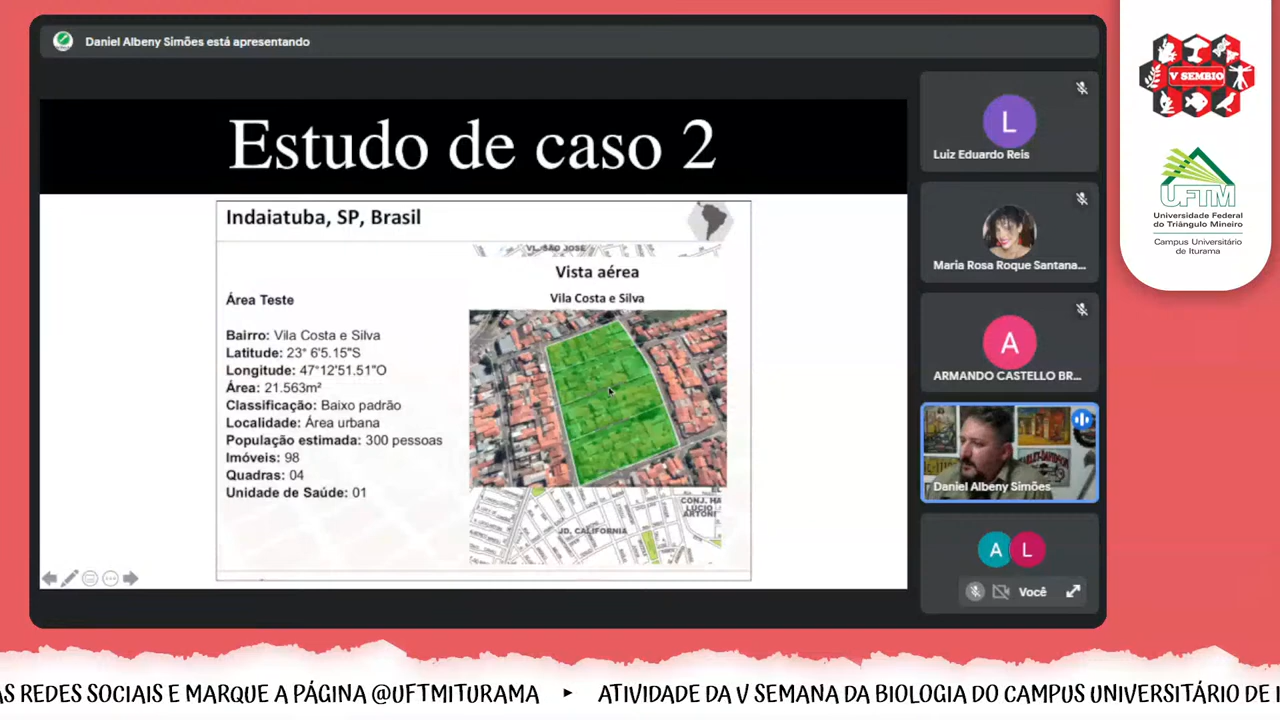 Daniel Albeny Simões está apresentando
Estudo de caso 2
Indaiatuba, SP, Brasil
VL. SÃO JOSÉ
Vista aérea
Vila Costa e Silva
Área Teste
Bairro: Vila Costa e Silva
Latitude: 23° 6'5.15"S
Longitude: 47°12'51.51"O
Área: 21.563m²
Classificação: Baixo padrão
Localidade: Área urbana
População estimada: 300 pessoas
Imóveis: 98
Quadras: 04
Unidade de Saúde: 01
JD. CALIFORNIA
CONJ. HA
LUCIO
ARTONI
L
Luiz Eduardo Reis
Maria Rosa Roque Santana...
A
ARMANDO CASTELLO BR...
Daniel Albeny Simões
A L
Você
V SEMBIO
UFTM
Universidade Federal
do Triângulo Mineiro
Campus Universitário
de Iturama
AS REDES SOCIAIS E MARQUE A PÁGINA @UFTMITURAMA ▸ ATIVIDADE DA V SEMANA DA BIOLOGIA DO CAMPUS UNIVERSITÁRIO DE I